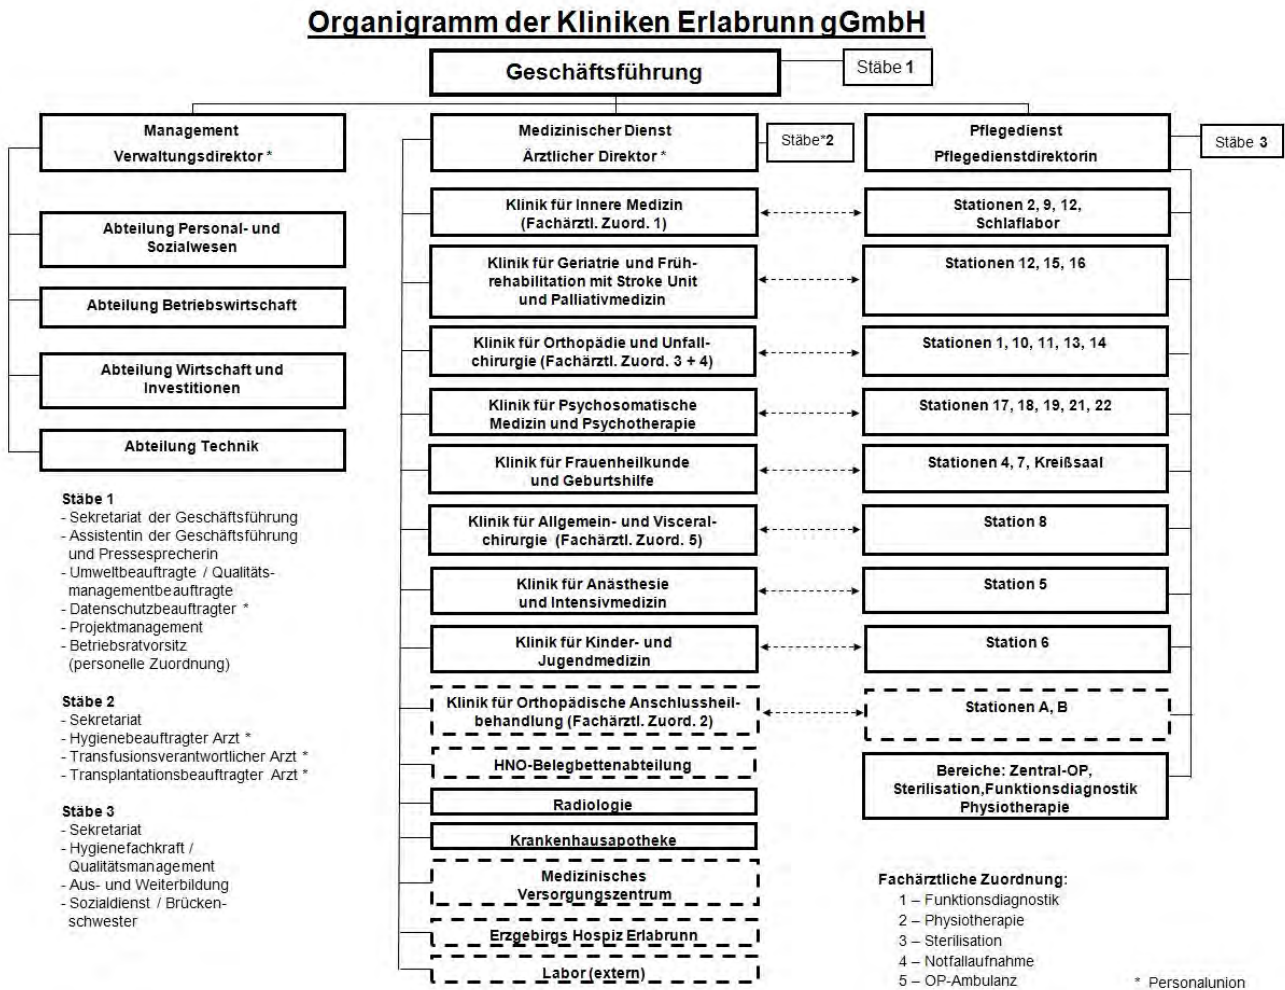 Organigramm der Kliniken Erlabrunn gGmbH
Geschäftsführung
Stäbe 1
Management
Verwaltungsdirektor *
Abteilung Personal- und
Sozialwesen
Abteilung Betriebswirtschaft
Abteilung Wirtschaft und
Investitionen
Abteilung Technik
Medizinischer Dienst
Ärztlicher Direktor *
Stäbe*2
Klinik für Innere Medizin
(Fachärztl. Zuord. 1)
Klinik für Geriatrie und Früh-
rehabilitation mit Stroke Unit
und Palliativmedizin
Klinik für Orthopädie und Unfall-
chirurgie (Fachärztl. Zuord. 3 + 4)
Klinik für Psychosomatische
Medizin und Psychotherapie
Klinik für Frauenheilkunde
und Geburtshilfe
Klinik für Allgemein- und Visceral-
chirurgie (Fachärztl. Zuord. 5)
Klinik für Anästhesie
und Intensivmedizin
Klinik für Kinder- und
Jugendmedizin
Klinik für Orthopädische Anschlussheil-
behandlung (Fachärztl. Zuord. 2)
HNO-Belegbettenabteilung
Radiologie
Krankenhausapotheke
Medizinisches
Versorgungszentrum
Erzgebirgs Hospiz Erlabrunn
Labor (extern)
Pflegedienst
Pflegedienstdirektorin
Stäbe 3
Stationen 2, 9, 12,
Schlaflabor
Stationen 12, 15, 16
Stationen 1, 10, 11, 13, 14
Stationen 17, 18, 19, 21, 22
Stationen 4, 7, Kreißsaal
Station 8
Station 5
Station 6
Stationen A, B
Bereiche: Zentral-OP,
Sterilisation,Funktionsdiagnostik
Physiotherapie
Stäbe 1
- Sekretariat der Geschäftsführung
- Assistentin der Geschäftsführung
und Pressesprecherin
- Umweltbeauftragte / Qualitäts-
managementbeauftragte
- Datenschutzbeauftragter *
- Projektmanagement
- Betriebsratvorsitz
(personelle Zuordnung)
Stäbe 2
- Sekretariat
- Hygienebeauftragter Arzt *
- Transfusionsverantwortlicher Arzt *
- Transplantationsbeauftragter Arzt *
Stäbe 3
- Sekretariat
- Hygienefachkraft /
Qualitätsmanagement
- Aus- und Weiterbildung
- Sozialdienst / Brücken-
schwester
Fachärztliche Zuordnung:
1 – Funktionsdiagnostik
2 – Physiotherapie
3 – Sterilisation
4 – Notfallaufnahme
5 – OP-Ambulanz
* Personalunion